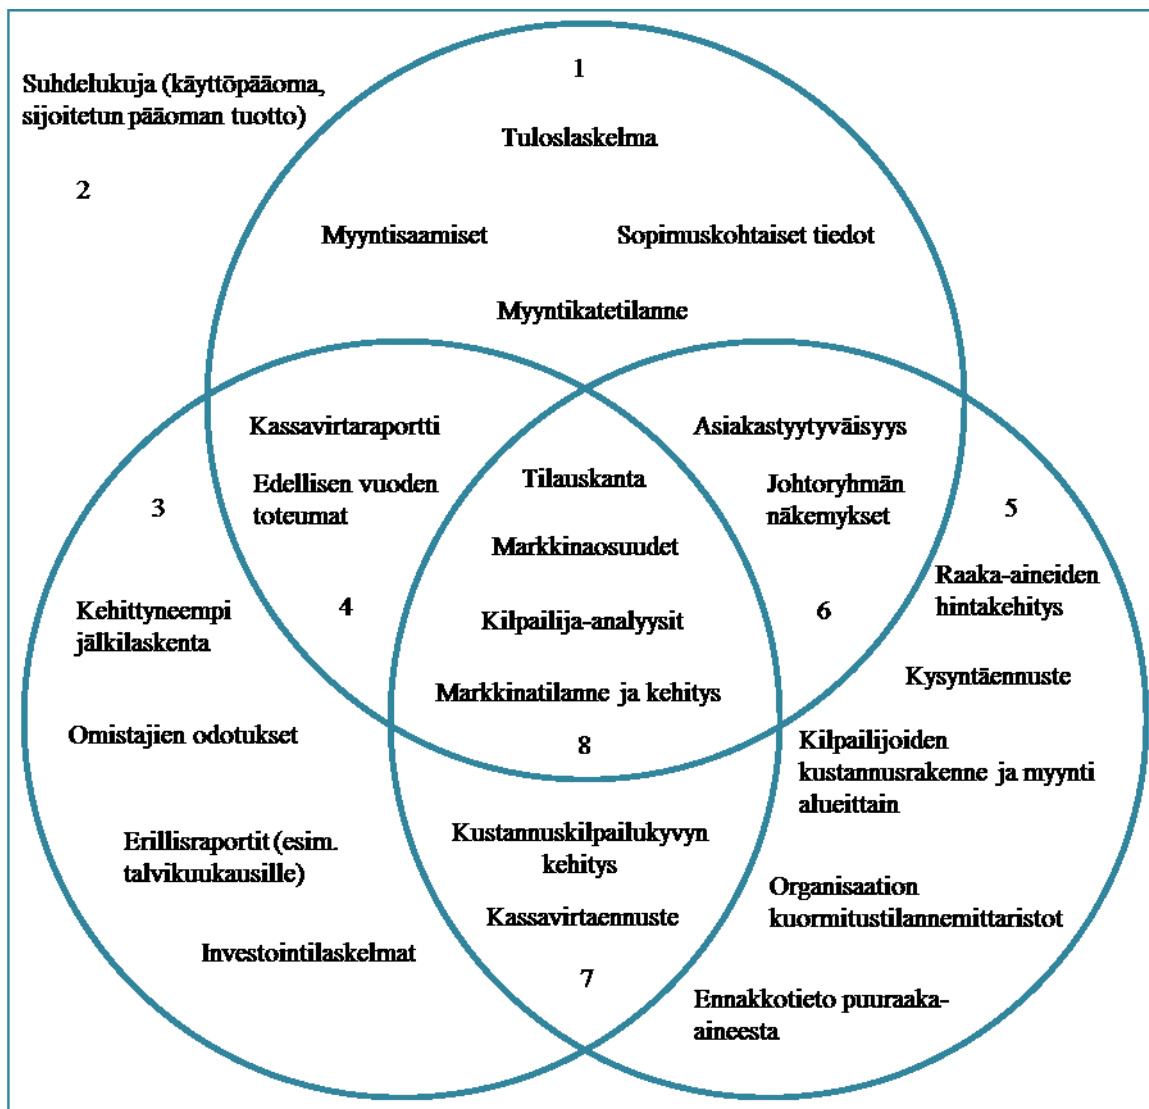 1
Suhdelukuja (käyttöpääoma,
sijoitetun pääoman tuotto)
Tuloslaskelma
2
Myyntisaamiset
Sopimuskohtaiset tiedot
Myyntikatetilanne
Kassavirtaraportti
Asiakastyytyväisyys
Edellisen vuoden
toteumat
Tilauskanta
Johtoryhmän
näkemykset
3
5
Markkinaosuudet
Raaka-aineiden
hintakehitys
4
6
Kehittyneempi
jälkilaskenta
Kilpailija-analyysit
Kysyntäennuste
Markkinatilanne ja kehitys
Omistajien odotukset
8
Kilpailijoiden
kustannusrakenne ja myynti
alueittain
Erillisraportit (esim.
talvikuukausille)
Kustannuskilpailukyvyn
kehitys
Organisaation
kuormitustilannemittaristot
Kassavirtaennuste
Investointilaskelmat
7
Ennakkotieto puuraaka-
aineesta